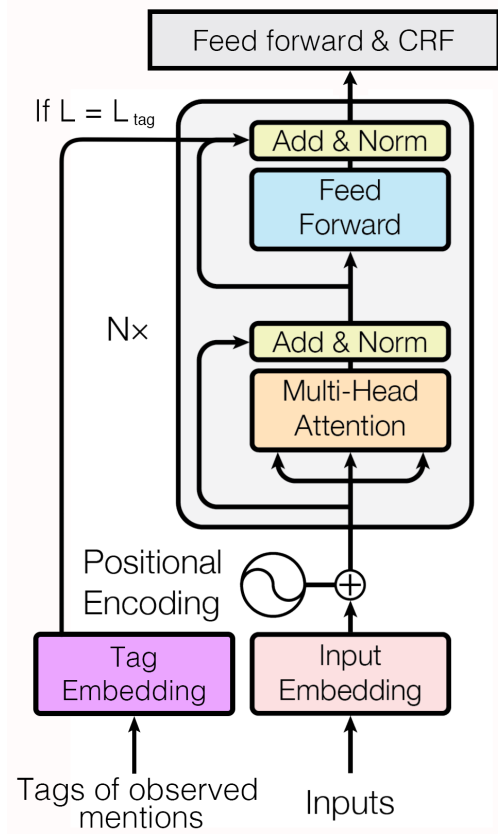 Feed forward & CRF
If L = L tag
Add & Norm
Feed
Forward
N×
Add & Norm
Multi-Head
Attention
Positional
Encoding
Tag
Embedding
Input
Embedding
Tags of observed
mentions
Inputs